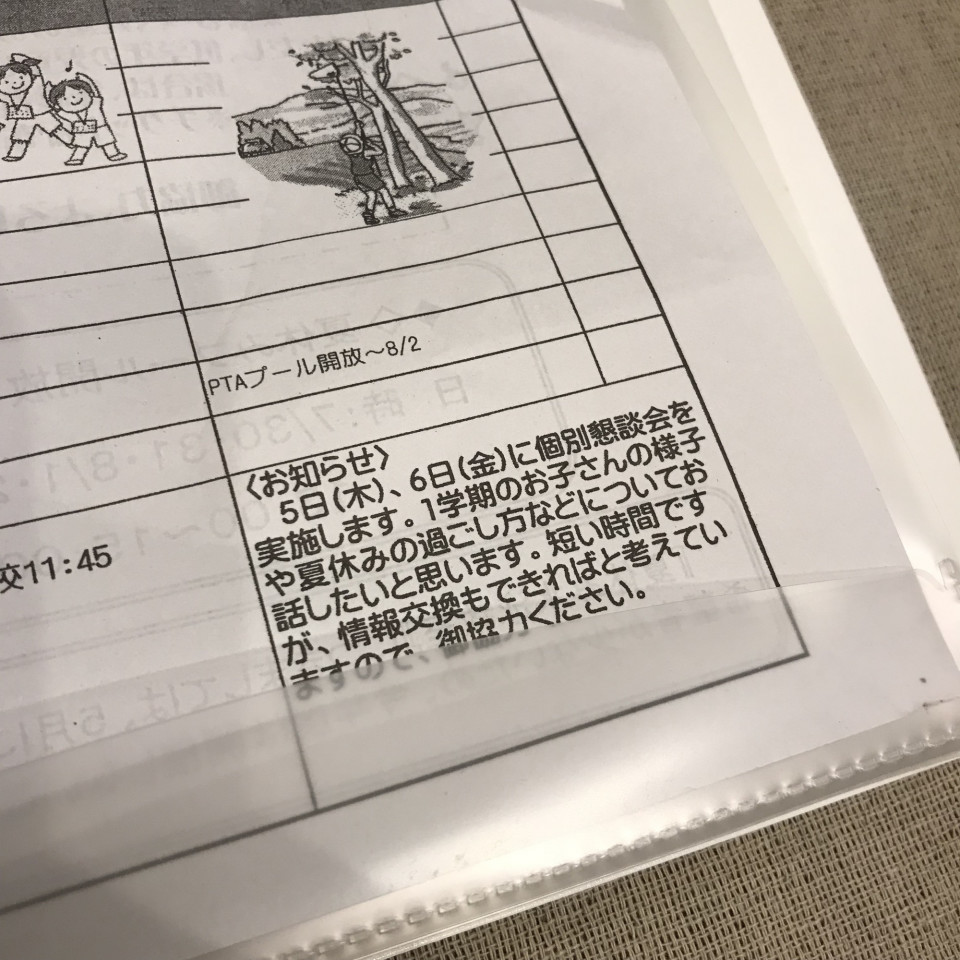 PTAプール開放～8/2
交11:45
〈お知らせ〉
5日(木)、6日(金)に個別懇談会を
実施します。1学期のお子さんの様子
や夏休みの過ごし方などについてお
話したいと思います。短い時間です
が、情報交換もできればと考えてい
ますので、御協力ください。